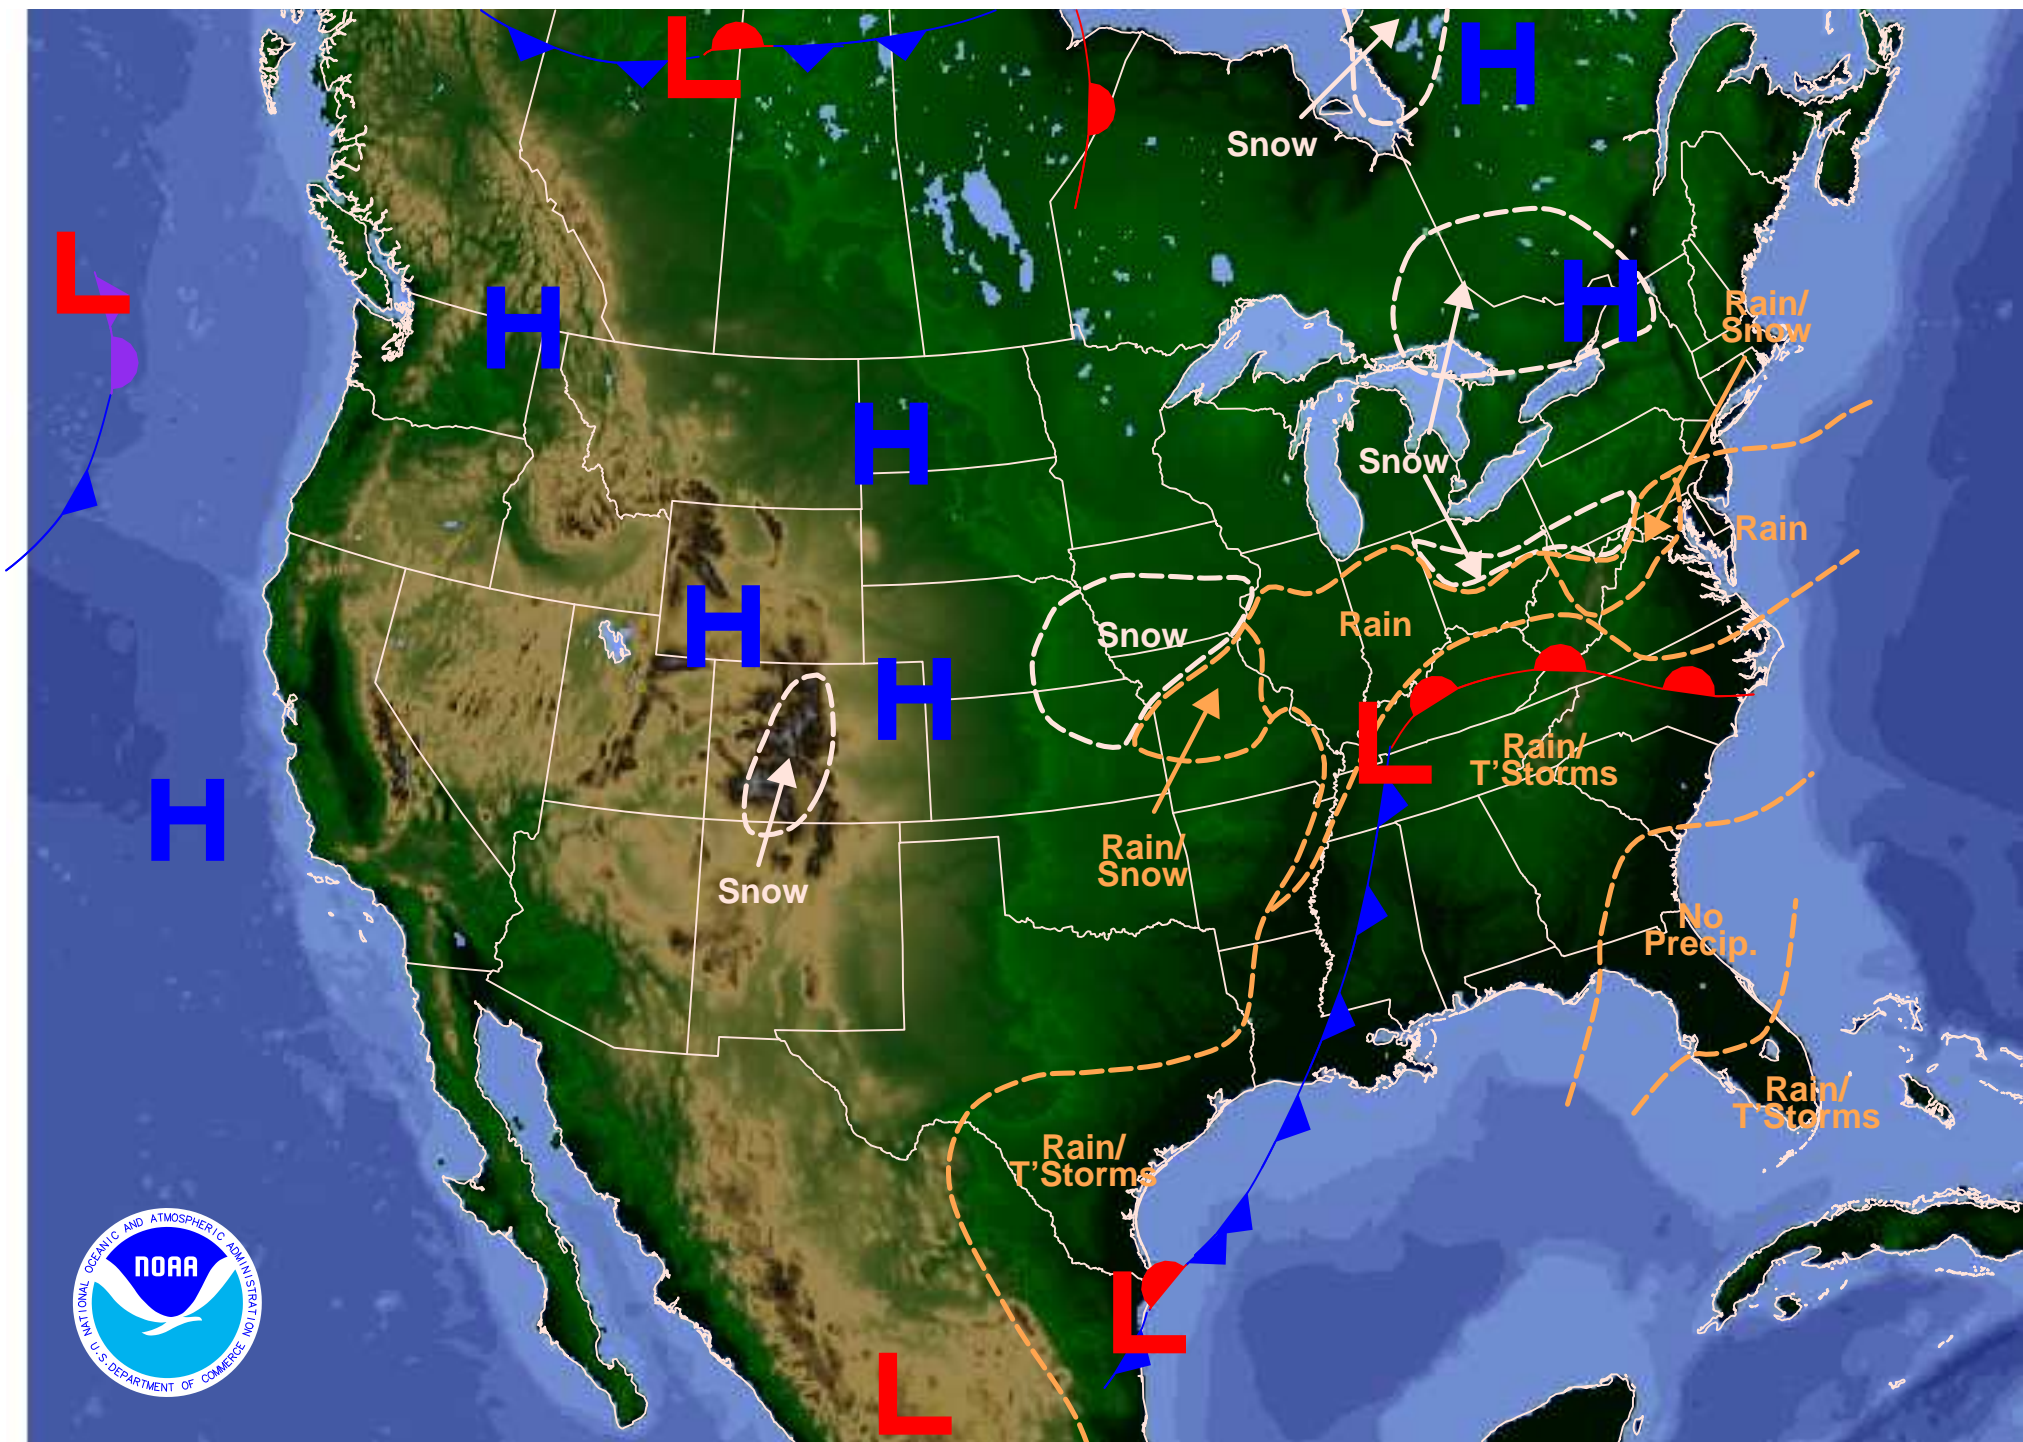 L
H
Snow
L
H
H
Rain/
Snow
H
Snow
Rain
H
Snow
Rain
H
H
L
Rain/
T'Storms
H
Rain/
Snow
Snow
No
Precip.
Rain/
T'Storms
Rain/
T'Storms
L
L
NATIONAL OCEANIC AND ATMOSPHERIC ADMINISTRATION
NOAA
U.S. DEPARTMENT OF COMMERCE